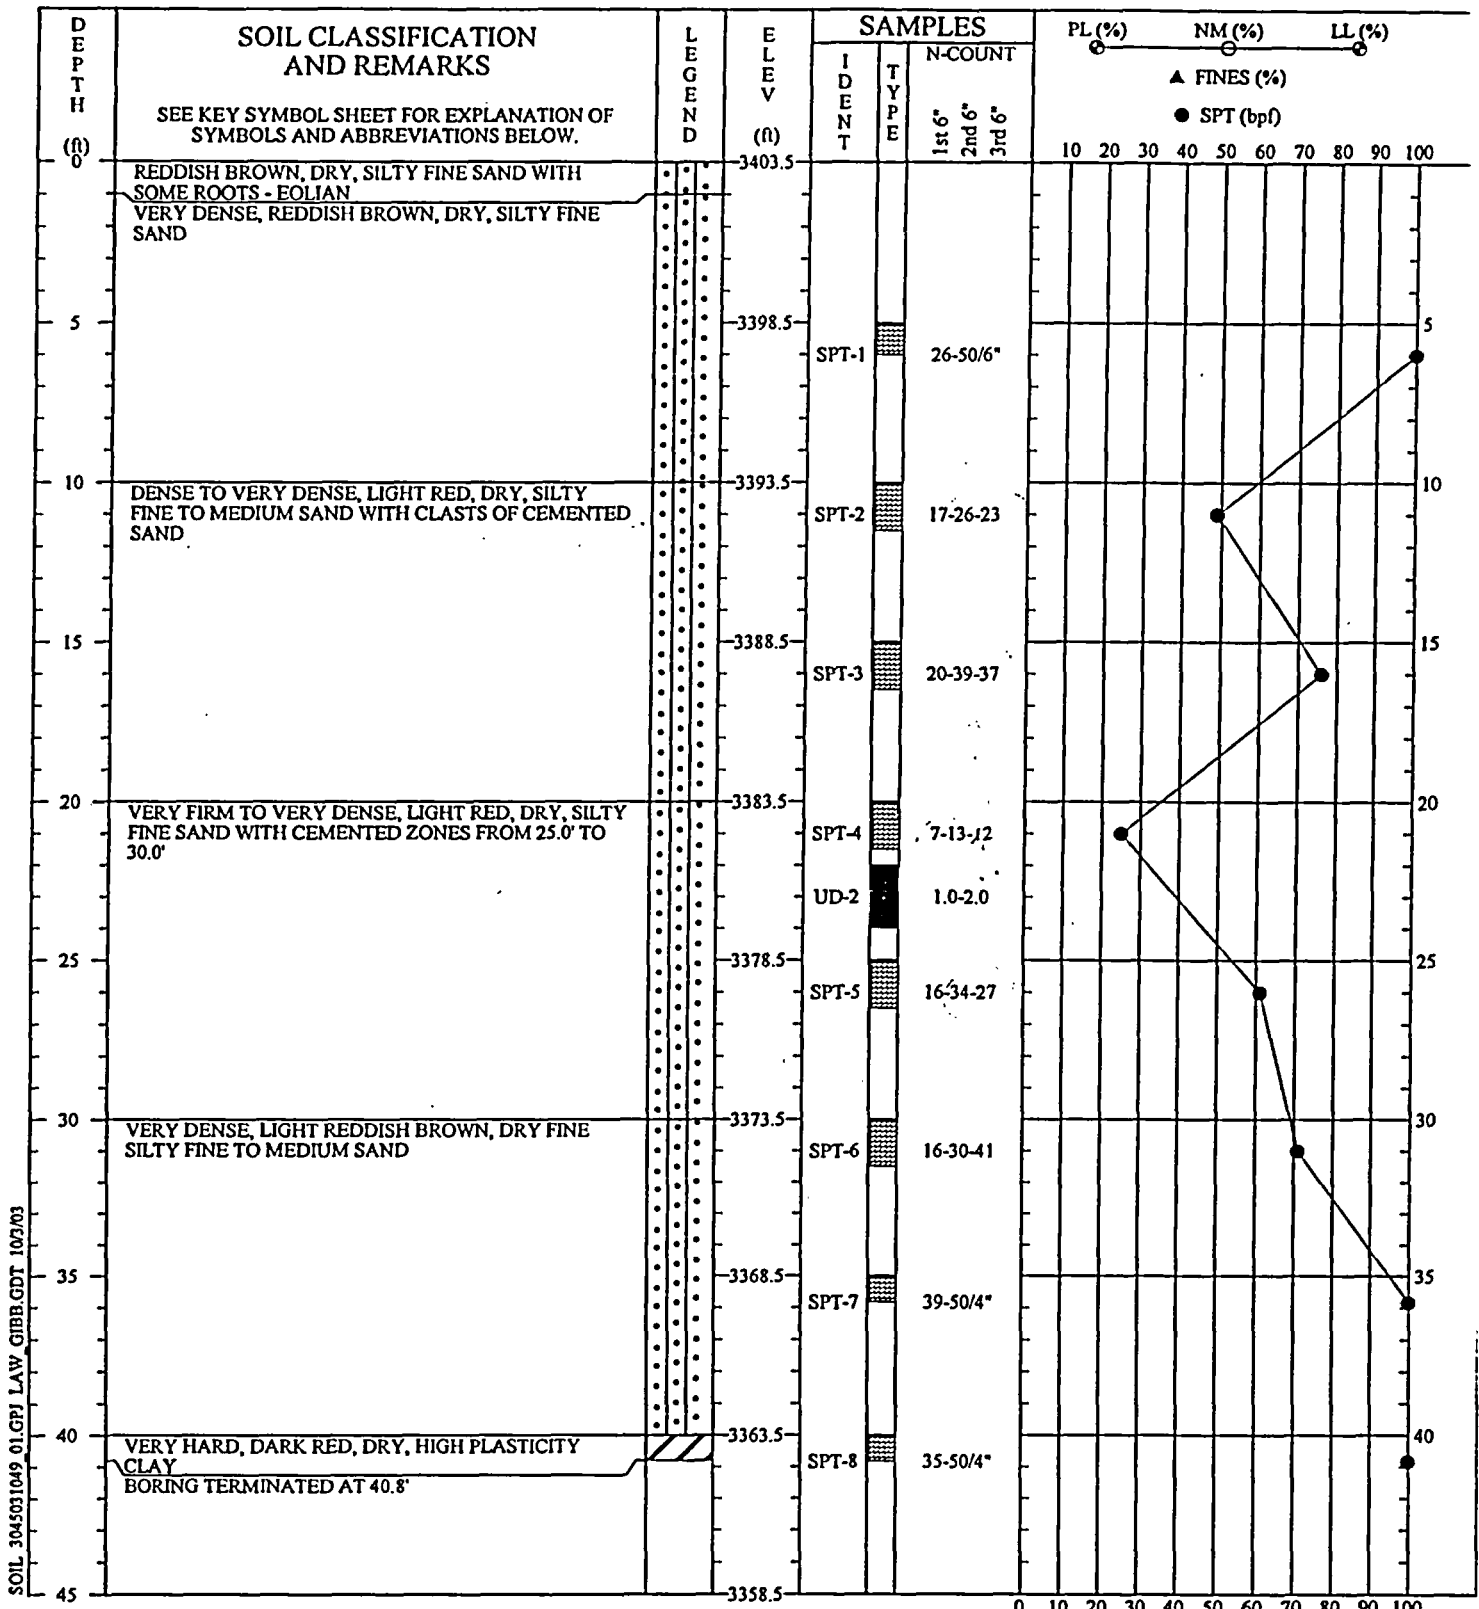 DEPTH (ft)
SOIL CLASSIFICATION
AND REMARKS
SEE KEY SYMBOL SHEET FOR EXPLANATION OF
SYMBOLS AND ABBREVIATIONS BELOW.
LEGEND
ELEV (ft)
SAMPLES
IDENT
TYPE
N-COUNT
1st 6"
2nd 6"
3rd 6"
PL (%) NM (%) LL (%)
▲ FINES (%)
● SPT (bpf)
10 20 30 40 50 60 70 80 90 100
0
3403.5
REDDISH BROWN, DRY, SILTY FINE SAND WITH
SOME ROOTS - EOLIAN
VERY DENSE, REDDISH BROWN, DRY, SILTY FINE
SAND
5
3398.5
5
SPT-1 26-50/6"
10
3393.5
10
DENSE TO VERY DENSE, LIGHT RED, DRY, SILTY
FINE TO MEDIUM SAND WITH CLASTS OF CEMENTED
SAND
SPT-2 17-26-23
15
3388.5
15
SPT-3 20-39-37
20
3383.5
20
VERY FIRM TO VERY DENSE, LIGHT RED, DRY, SILTY
FINE SAND WITH CEMENTED ZONES FROM 25.0' TO
30.0'
SPT-4 7-13-12
UD-2 1.0-2.0
25
3378.5
25
SPT-5 16-34-27
30
3373.5
30
VERY DENSE, LIGHT REDDISH BROWN, DRY FINE
SILTY FINE TO MEDIUM SAND
SPT-6 16-30-41
35
3368.5
35
SPT-7 39-50/4"
40
3363.5
40
VERY HARD, DARK RED, DRY, HIGH PLASTICITY
CLAY
SPT-8 35-50/4"
BORING TERMINATED AT 40.8'
45
3358.5
0 10 20 30 40 50 60 70 80 90 100
SOIL 3045031049_01.GPJ LAW_GIBB.GDT 10/3/03